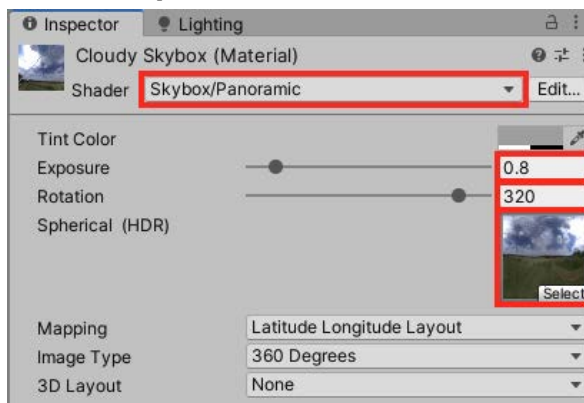 Inspector Lighting
Cloudy Skybox (Material)
Shader Skybox/Panoramic Edit...
Tint Color
Exposure 0.8
Rotation 320
Spherical (HDR)
Select
Mapping Latitude Longitude Layout
Image Type 360 Degrees
3D Layout None